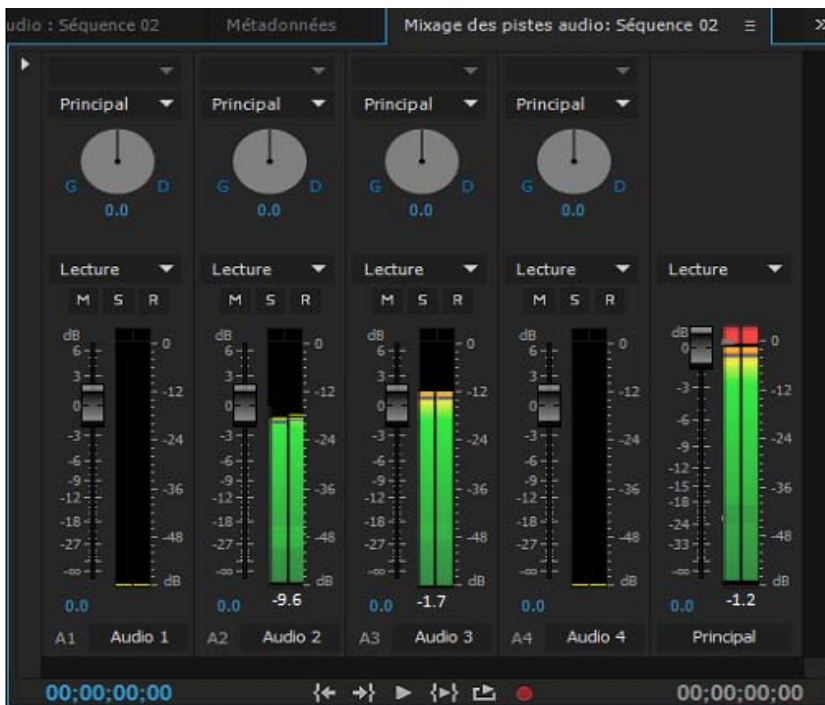 udio : Séquence 02 Métadonnées Mixage des pistes audio: Séquence 02 ≡ »
Principal Principal Principal Principal
G D G D G D G D
0.0 0.0 0.0 0.0
Lecture Lecture Lecture Lecture Lecture
M S R M S R M S R M S R
dB dB dB dB dB
6 0 6 0 6 0 6 0 0 0
3 3 3 3
-12 -12 -12 -12 -3 -12
0 0 0 0
-3 -24 -3 -24 -3 -24 -3 -24 -6 -24
-6 -6 -6 -6 -9
-9 -36 -9 -36 -9 -36 -9 -36 -12 -36
-12 -12 -12 -12 -15
-18 -18 -18 -18 -18
-48 -48 -48 -48 -24 -48
-27 -27 -27 -27 -33
-∞ dB -∞ dB -∞ dB -∞ dB -∞ dB
0.0 0.0 -9.6 0.0 -1.7 0.0 0.0 -1.2
A1 Audio 1 A2 Audio 2 A3 Audio 3 A4 Audio 4 Principal
00;00;00;00 00;00;00;00